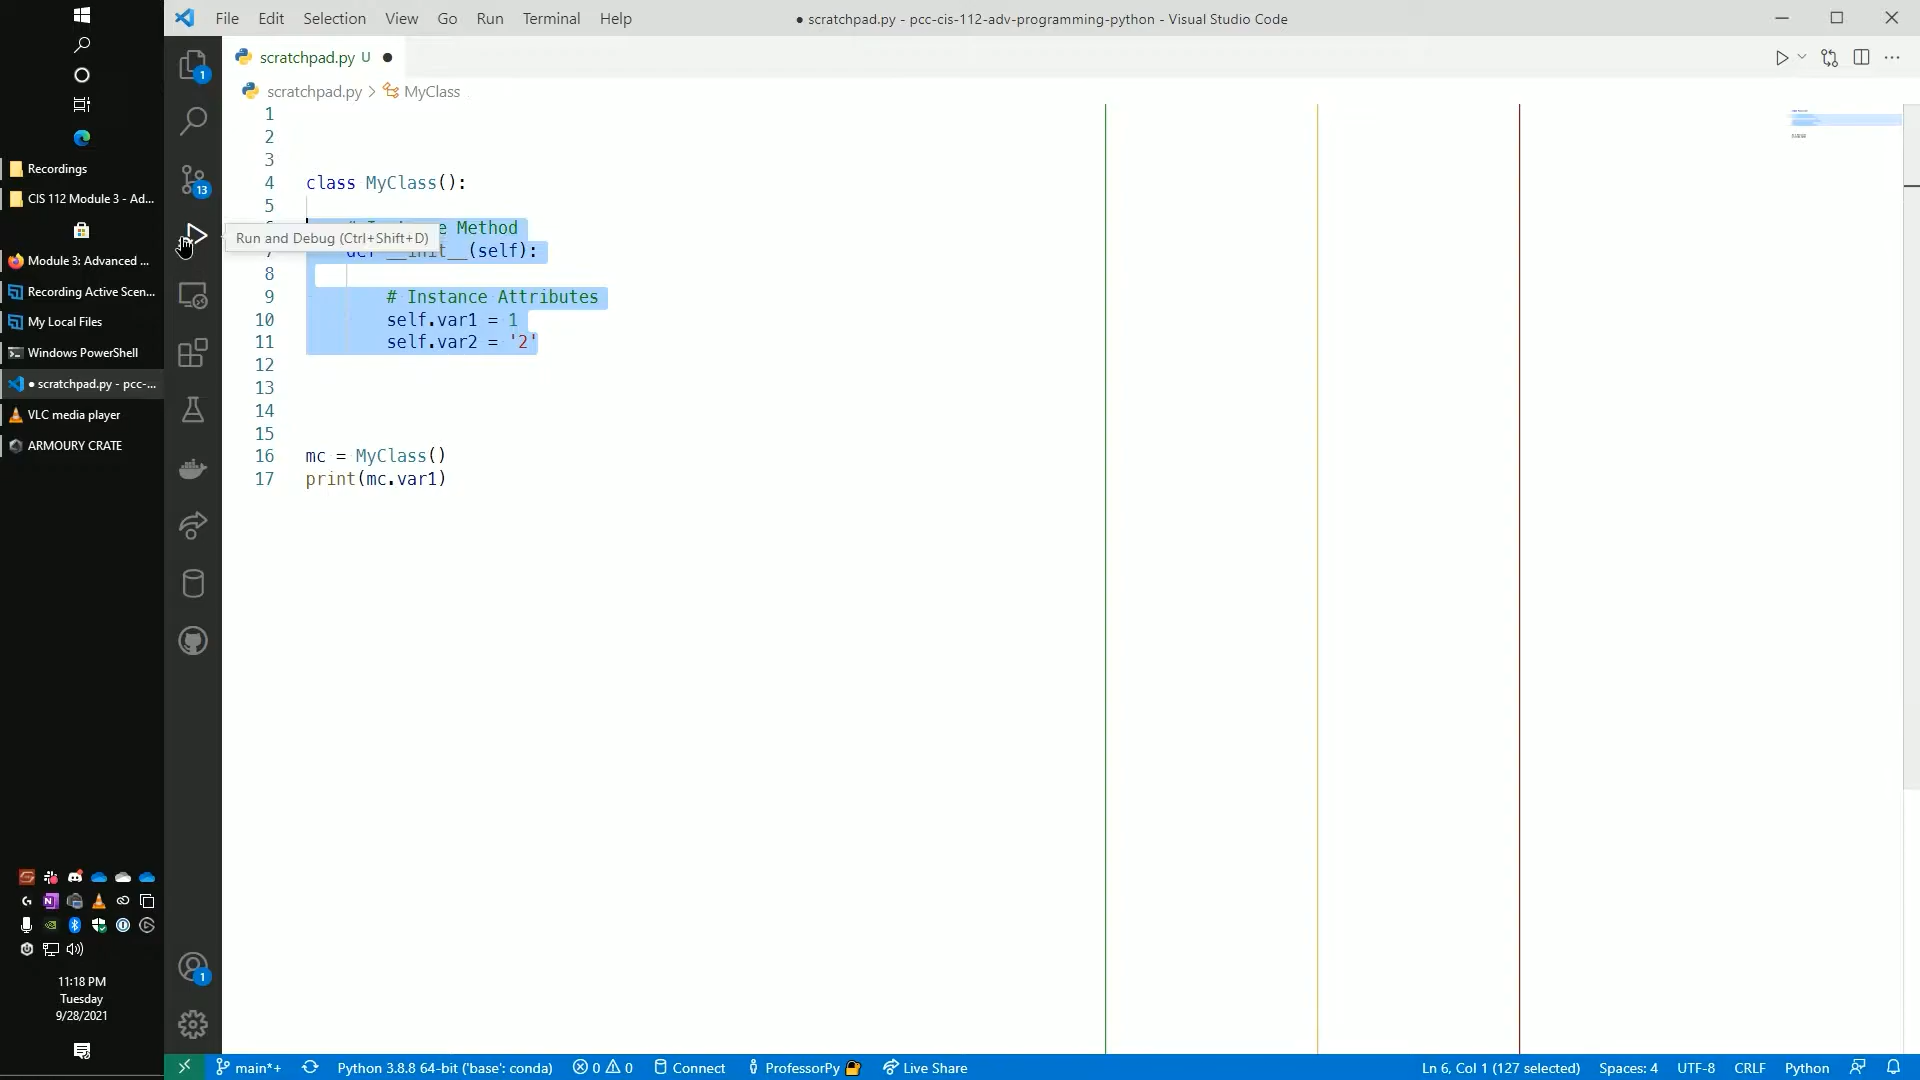 File Edit Selection View Go Run Terminal Help
● scratchpad.py - pcc-cis-112-adv-programming-python - Visual Studio Code
Recordings
CIS 112 Module 3 - Ad...
Module 3: Advanced ...
Recording Active Scen...
My Local Files
Windows PowerShell
● scratchpad.py - pcc-...
VLC media player
ARMOURY CRATE
11:18 PM
Tuesday
9/28/2021
1
13
1
scratchpad.py U ●
scratchpad.py > MyClass
1
2
3
4 class MyClass():
5
e Method
Run and Debug (Ctrl+Shift+D)
7 def __init__(self):
8
9 # Instance Attributes
10 self.var1 = 1
11 self.var2 = '2'
12
13
14
15
16 mc = MyClass()
17 print(mc.var1)
main*+ Python 3.8.8 64-bit ('base': conda) 0 0 Connect ProfessorPy Live Share Ln 6, Col 1 (127 selected) Spaces: 4 UTF-8 CRLF Python